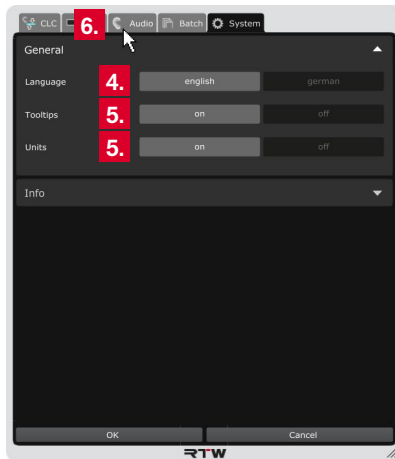 CLC 6. Audio Batch System
General
Language 4. english german
Tooltips 5. on off
Units 5. on off
Info
OK Cancel
RTW